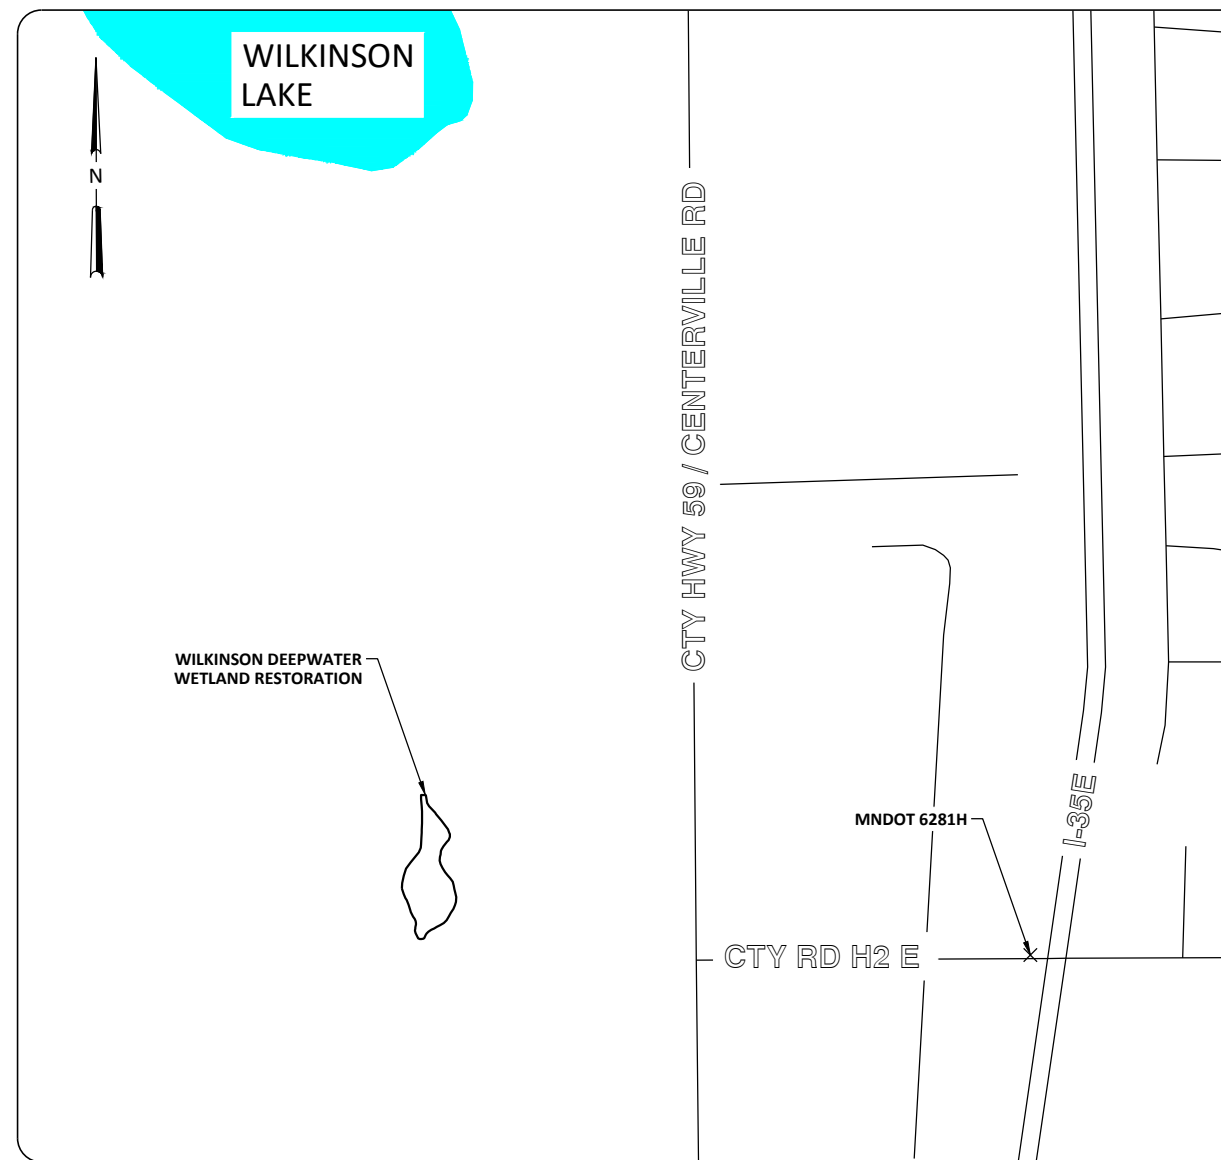 WILKINSON
LAKE
N
CTY HWY 59 / CENTERVILLE RD
WILKINSON DEEPWATER
WETLAND RESTORATION
I-35E
MNDOT 6281H
CTY RD H2 E